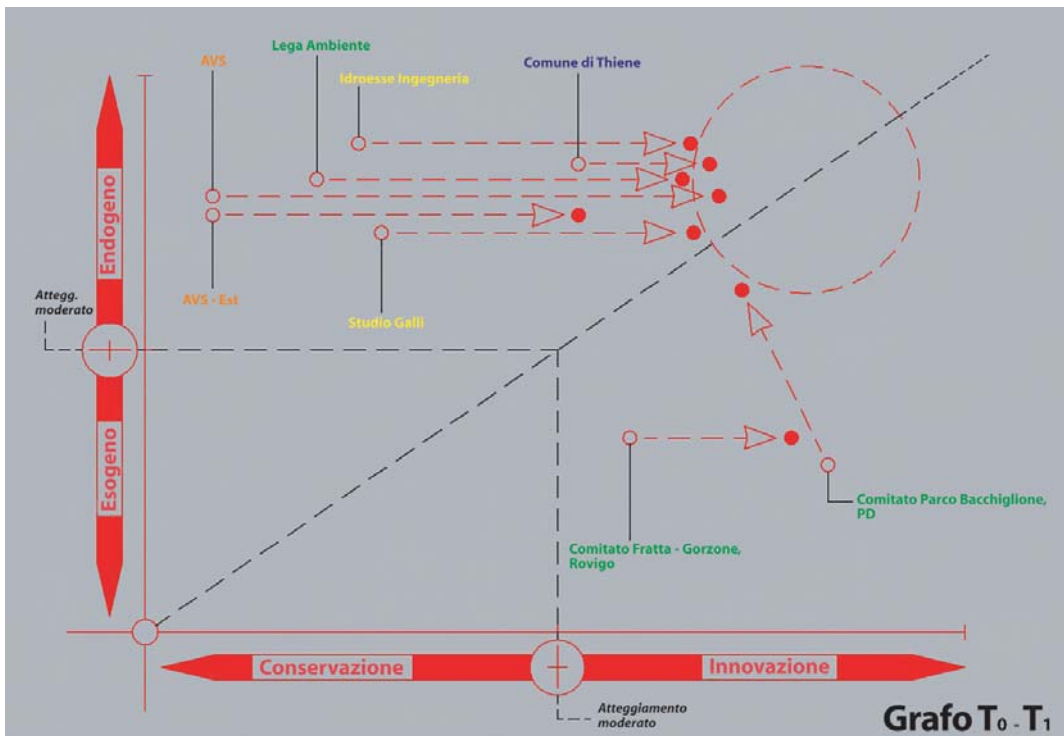 Lega Ambiente
AVS
Idroesse Ingegneria
Comune di Thiene
Endogeno
AVS - Est
Attegg.
moderato
Studio Galli
Esogeno
Comitato Parco Bacchiglione,
PD
Comitato Fratta - Gorzone,
Rovigo
Conservazione
Innovazione
Atteggiamento
moderato
Grafo T0 - T1